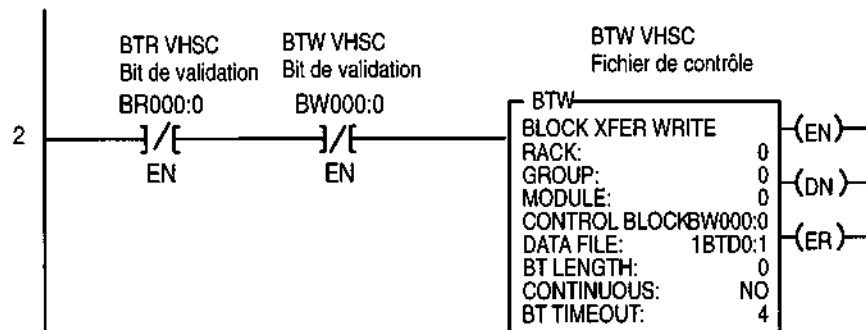 BTR VHSC
Bit de validation
BR000:0
EN
BTW VHSC
Bit de validation
BW000:0
EN
BTW VHSC
Fichier de contrôle
2
BTW
BLOCK XFER WRITE
RACK: 0
GROUP: 0
MODULE: 0
CONTROL BLOCKBW000:0
DATA FILE: 1BTD0:1
BT LENGTH: 0
CONTINUOUS: NO
BT TIMEOUT: 4
EN
DN
ER